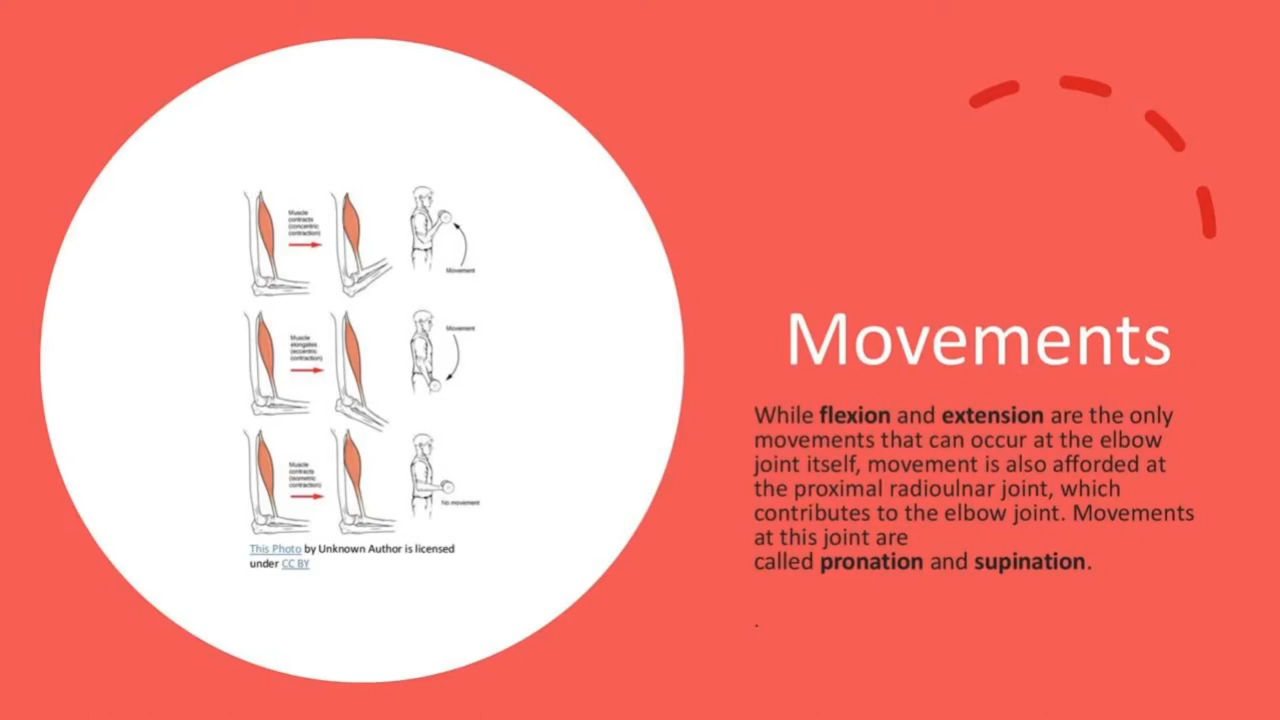 Muscle
contracts
(concentric
contraction)
Movement
Muscle
elongates
(eccentric
contraction)
Movement
Muscle
contracts
(isometric
contraction)
No movement
This Photo by Unknown Author is licensed
under CC BY
Movements
While flexion and extension are the only
movements that can occur at the elbow
joint itself, movement is also afforded at
the proximal radioulnar joint, which
contributes to the elbow joint. Movements
at this joint are
called pronation and supination.
.